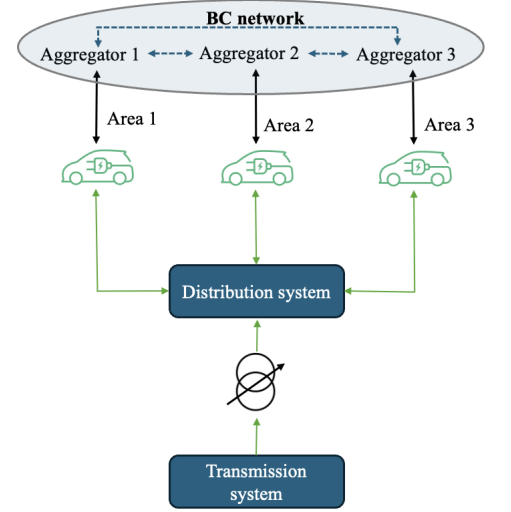 BC network
Aggregator 1
Aggregator 2
Aggregator 3
Area 1
Area 2
Area 3
Distribution system
Transmission
system